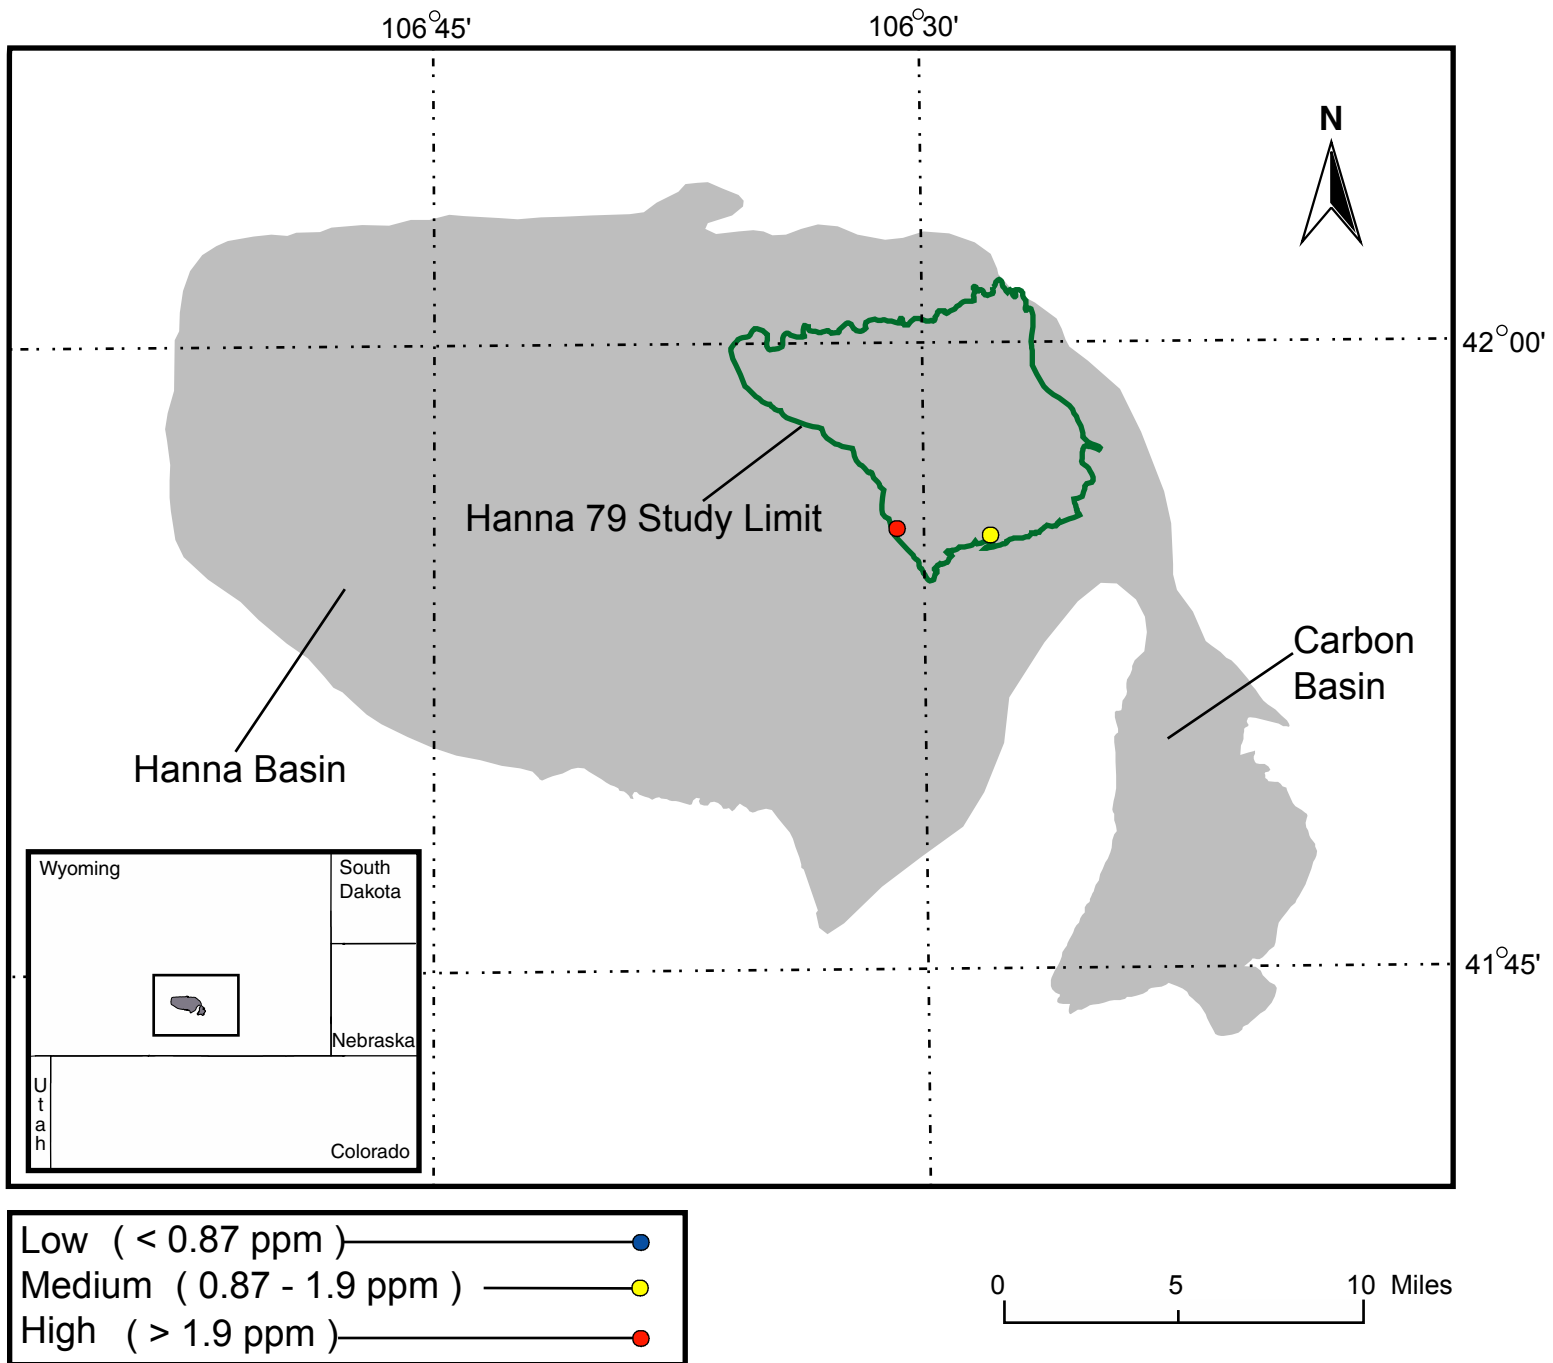 106°45'
106°30'
N
42°00'
Hanna 79 Study Limit
Carbon
Basin
Hanna Basin
Wyoming
South
Dakota
41°45'
Nebraska
Utah
Colorado
Low ( < 0.87 ppm )
Medium ( 0.87 - 1.9 ppm )
High ( > 1.9 ppm )
0 5 10 Miles